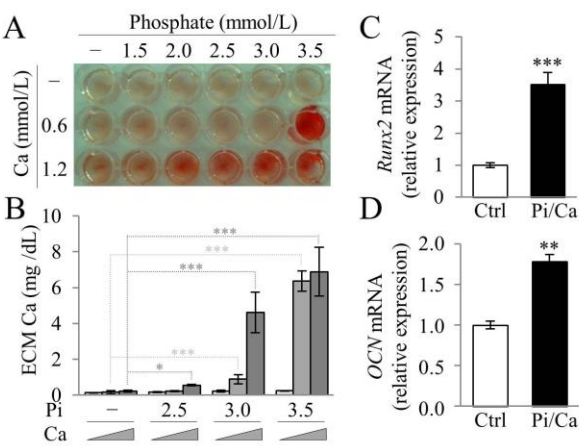 A
Phosphate (mmol/L)
– 1.5 2.0 2.5 3.0 3.5
Ca (mmol/L)
–
0.6
1.2
B
ECM Ca (mg /dL)
10
8
6
4
2
0
***
***
***
***
*
Pi – 2.5 3.0 3.5
Ca
C
Runx2 mRNA
(relative expression)
5
4
3
2
1
0
***
Ctrl Pi/Ca
D
OCN mRNA
(relative expression)
2.0
1.5
1.0
0.5
0.0
**
Ctrl Pi/Ca